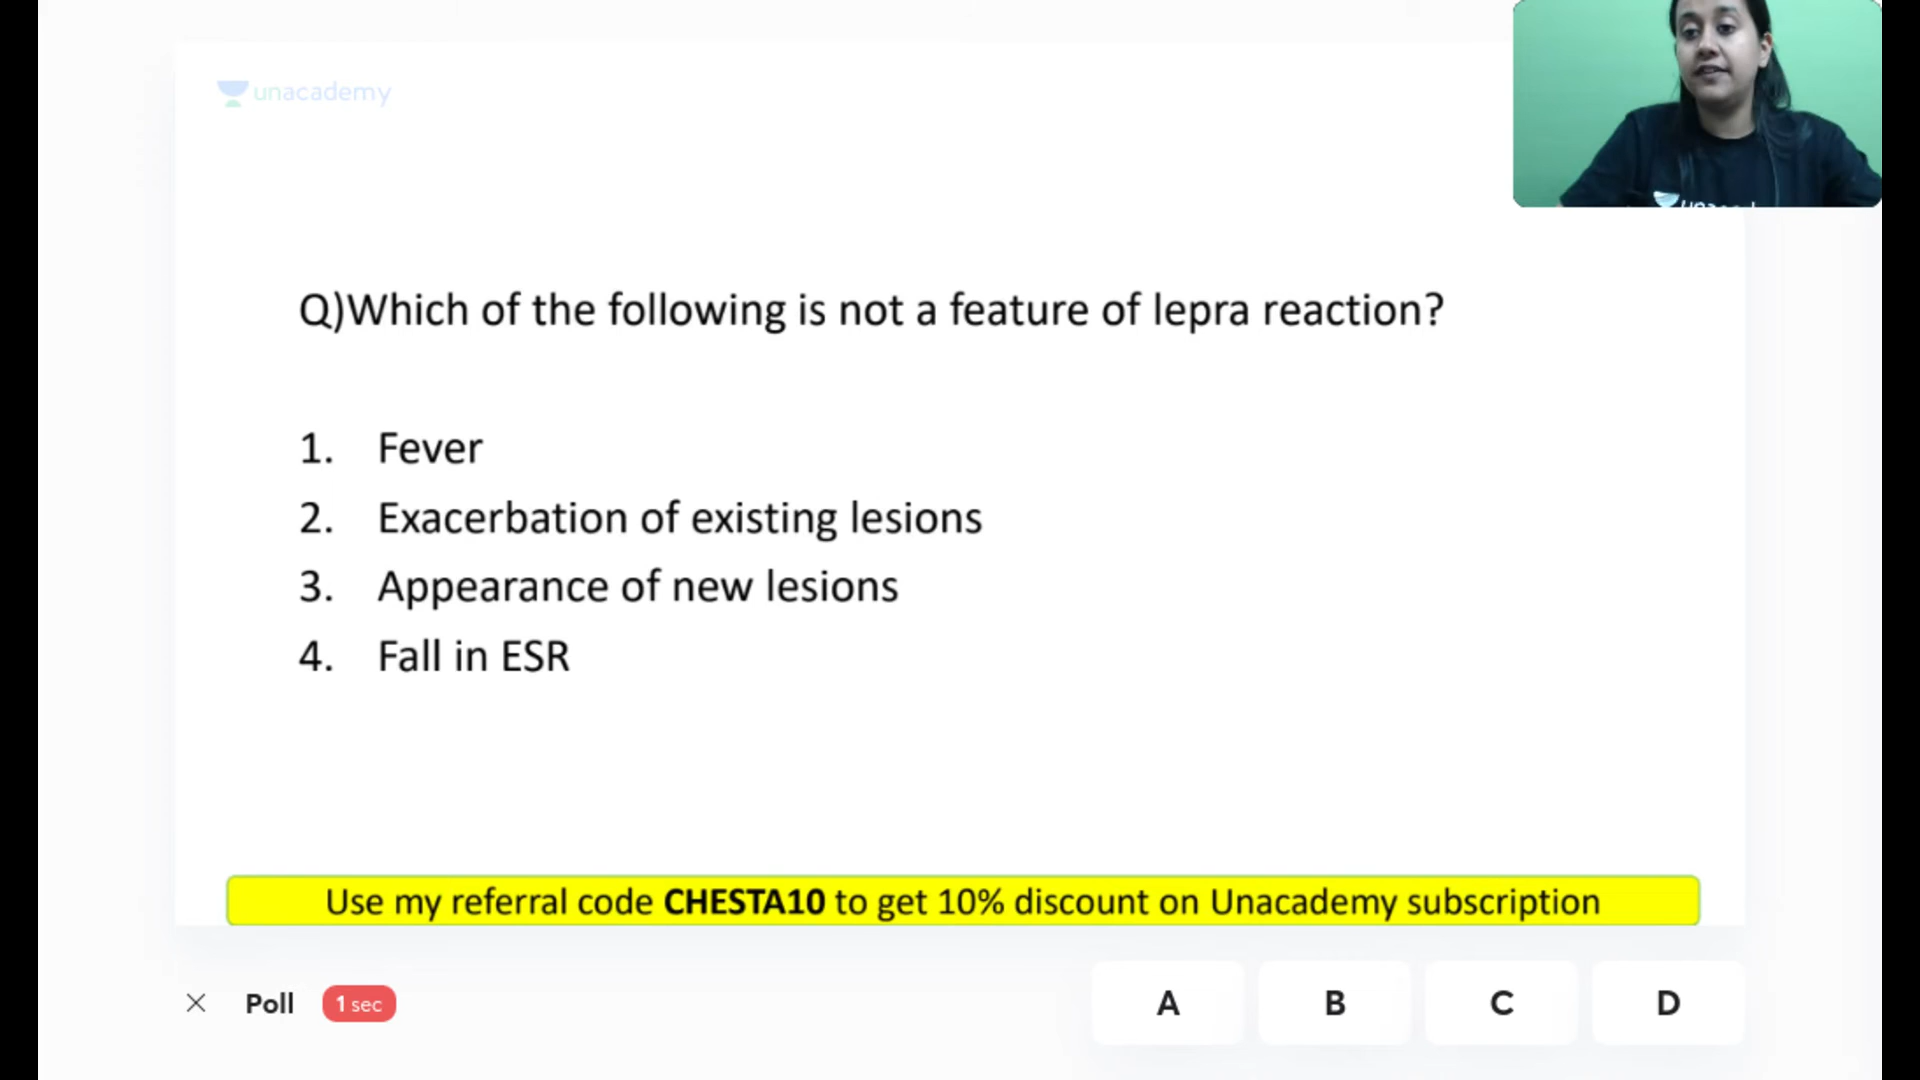 unacademy
Q)Which of the following is not a feature of lepra reaction?
1. Fever
2. Exacerbation of existing lesions
3. Appearance of new lesions
4. Fall in ESR
Use my referral code CHESTA10 to get 10% discount on Unacademy subscription
Poll 1 sec A B C D